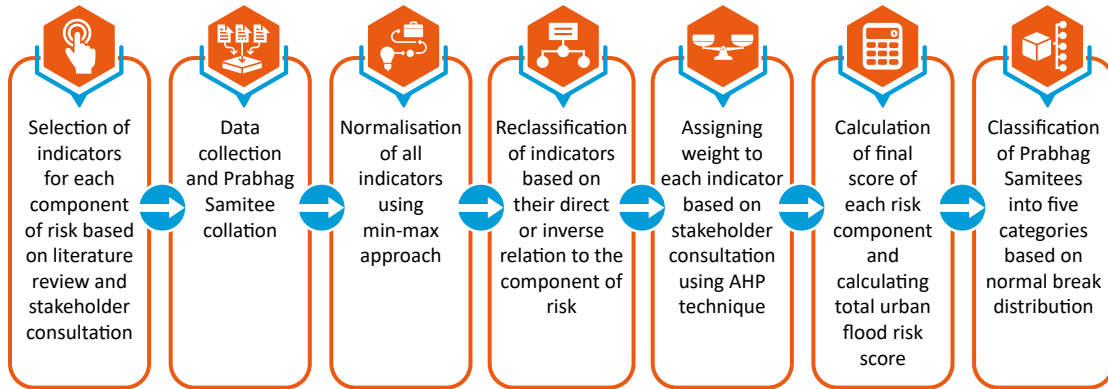 Selection of
indicators
for each
component
of risk based
on literature
review and
stakeholder
consultation
Data
collection
and Prabhag
Samitee
collation
Normalisation
of all
indicators
using
min-max
approach
Reclassification
of indicators
based on
their direct
or inverse
relation to the
component of
risk
Assigning
weight to
each indicator
based on
stakeholder
consultation
using AHP
technique
Calculation
of final
score of
each risk
component
and
calculating
total urban
flood risk
score
Classification
of Prabhag
Samitees
into five
categories
based on
normal break
distribution